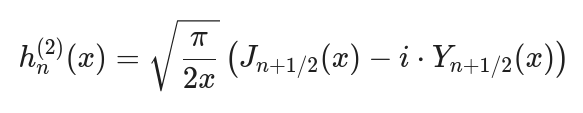 h_n^{(2)}(x) = \sqrt{\frac{\pi}{2x}} \left( J_{n+1/2}(x) - i \cdot Y_{n+1/2}(x) \right)